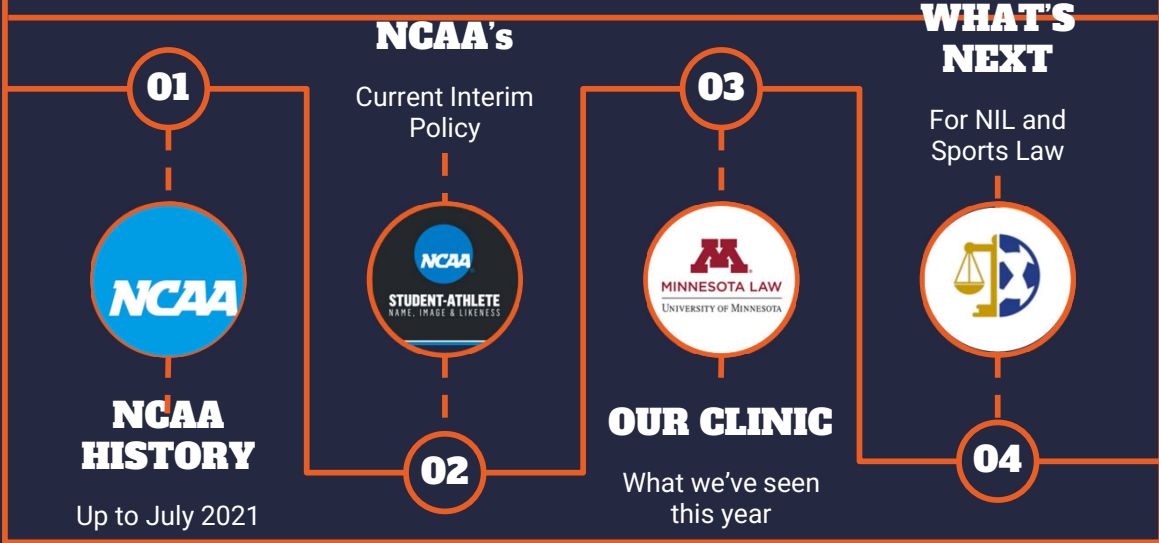 01
NCAA
NCAA
HISTORY
Up to July 2021
NCAA's
Current Interim
Policy
NCAA
STUDENT-ATHLETE
NAME, IMAGE & LIKENESS
02
03
M
MINNESOTA LAW
UNIVERSITY OF MINNESOTA
OUR CLINIC
What we've seen
this year
WHAT'S
NEXT
For NIL and
Sports Law
04